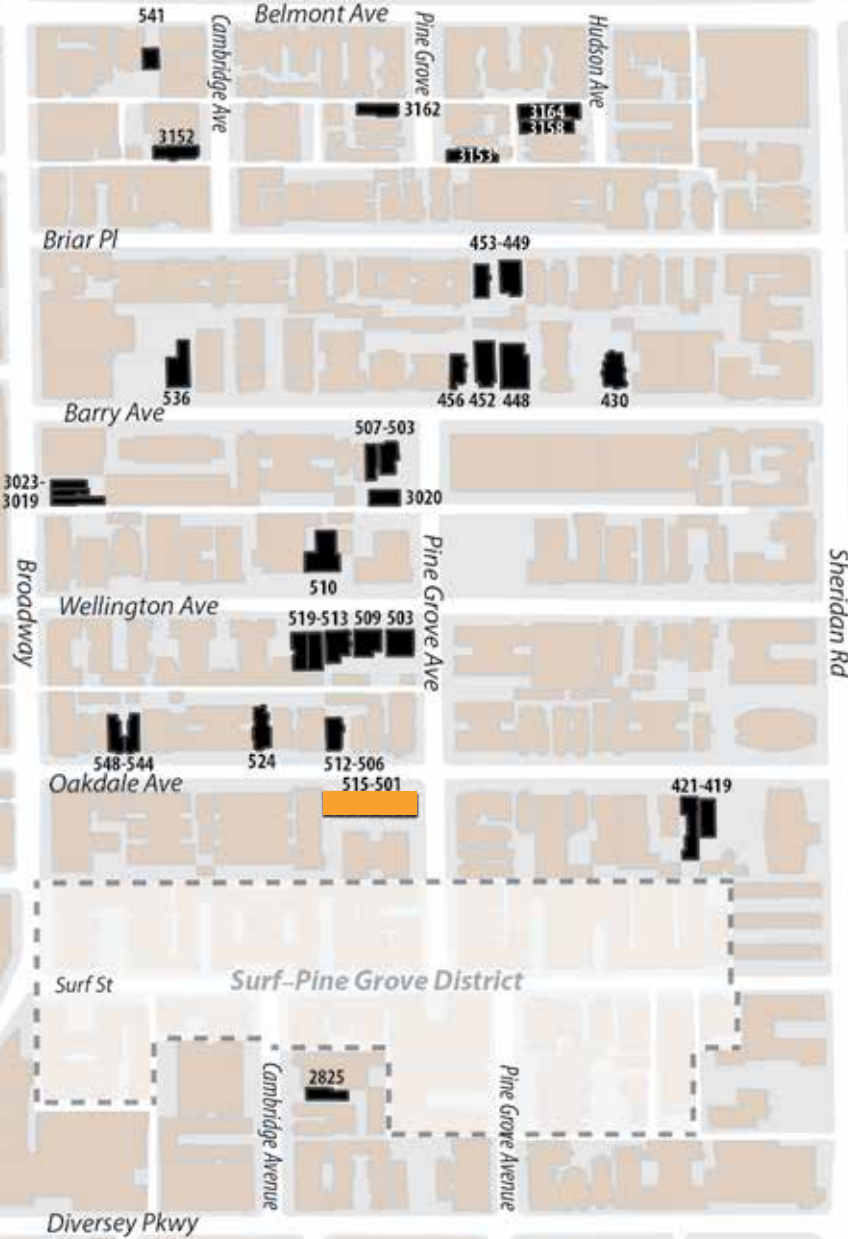 541
Belmont Ave
Cambridge Ave
Pine Grove
Hudson Ave
3162
3164
3158
3152
3153
Briar Pl
453-449
536
456
452
448
430
Barry Ave
507-503
3023-
3019
3020
510
Pine Grove Ave
Broadway
Sheridan Rd
Wellington Ave
519-513
509
503
548-544
524
512-506
Oakdale Ave
515-501
421-419
Surf St
Surf–Pine Grove District
2825
Cambridge Avenue
Pine Grove Avenue
Diversey Pkwy